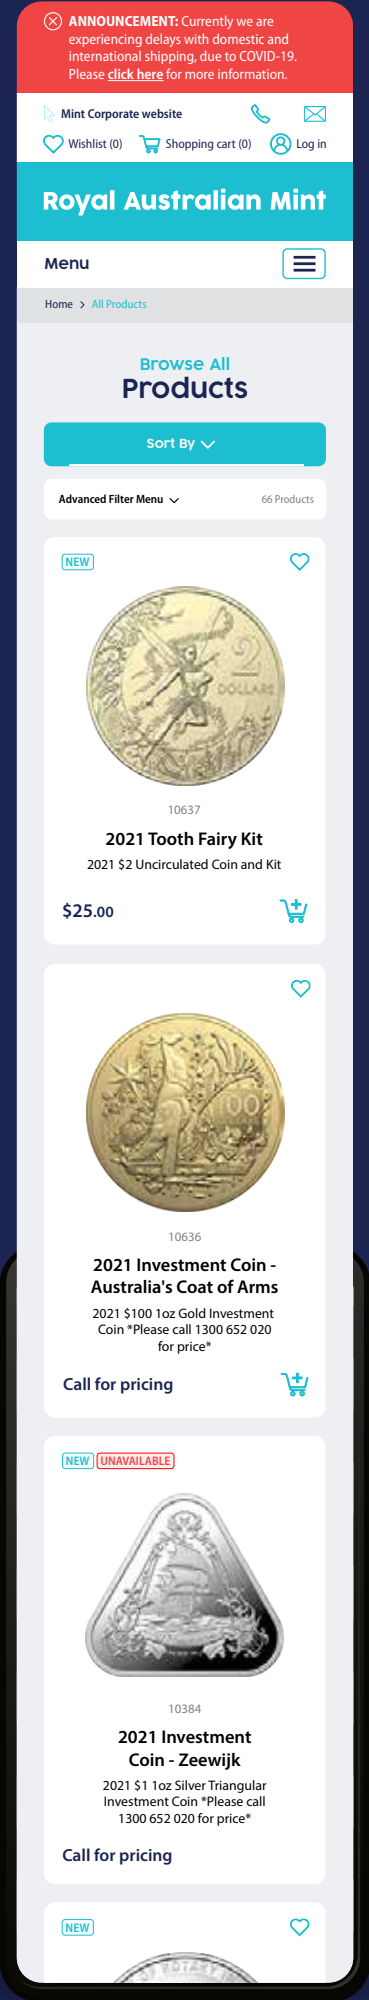 ANNOUNCEMENT: Currently we are
experiencing delays with domestic and
international shipping, due to COVID-19.
Please click here for more information.
Mint Corporate website
Wishlist (0) Shopping cart (0) Log in
Royal Australian Mint
Menu
Home > All Products
Browse All
Products
Sort By
Advanced Filter Menu 66 Products
NEW
2
DOLLARS
10637
2021 Tooth Fairy Kit
2021 $2 Uncirculated Coin and Kit
$25.00
100
10636
2021 Investment Coin -
Australia's Coat of Arms
2021 $100 1oz Gold Investment
Coin *Please call 1300 652 020
for price*
Call for pricing
NEW UNAVAILABLE
10384
2021 Investment
Coin - Zeewijk
2021 $1 1oz Silver Triangular
Investment Coin *Please call
1300 652 020 for price*
Call for pricing
NEW